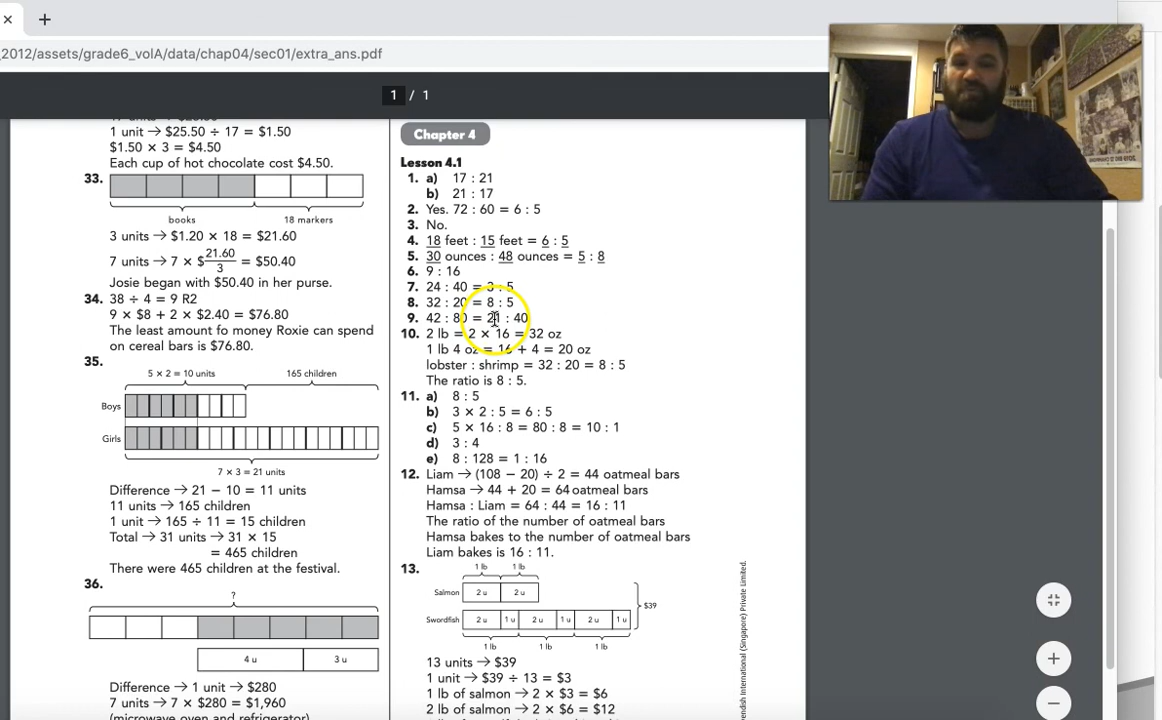 _2012/assets/grade6_volA/data/chap04/sec01/extra_ans.pdf
1 / 1
1 unit → $25.50 ÷ 17 = $1.50
$1.50 × 3 = $4.50
Each cup of hot chocolate cost $4.50.
33.
books 18 markers
3 units → $1.20 × 18 = $21.60
7 units → 7 × $21.60/3 = $50.40
Josie began with $50.40 in her purse.
34. 38 ÷ 4 = 9 R2
9 × $8 + 2 × $2.40 = $76.80
The least amount fo money Roxie can spend
on cereal bars is $76.80.
35.
5 × 2 = 10 units 165 children
Boys
Girls
7 × 3 = 21 units
Difference → 21 − 10 = 11 units
11 units → 165 children
1 unit → 165 ÷ 11 = 15 children
Total → 31 units → 31 × 15
= 465 children
There were 465 children at the festival.
36.
?
4 u 3 u
Difference → 1 unit → $280
7 units → 7 × $280 = $1,960
(microwave oven and refrigerator)
Chapter 4
Lesson 4.1
1. a) 17 : 21
b) 21 : 17
2. Yes. 72 : 60 = 6 : 5
3. No.
4. 18 feet : 15 feet = 6 : 5
5. 30 ounces : 48 ounces = 5 : 8
6. 9 : 16
7. 24 : 40 = 3 : 5
8. 32 : 20 = 8 : 5
9. 42 : 80 = 21 : 40
10. 2 lb = 2 × 16 = 32 oz
1 lb 4 oz = 16 + 4 = 20 oz
lobster : shrimp = 32 : 20 = 8 : 5
The ratio is 8 : 5.
11. a) 8 : 5
b) 3 × 2 : 5 = 6 : 5
c) 5 × 16 : 8 = 80 : 8 = 10 : 1
d) 3 : 4
e) 8 : 128 = 1 : 16
12. Liam → (108 − 20) ÷ 2 = 44 oatmeal bars
Hamsa → 44 + 20 = 64 oatmeal bars
Hamsa : Liam = 64 : 44 = 16 : 11
The ratio of the number of oatmeal bars
Hamsa bakes to the number of oatmeal bars
Liam bakes is 16 : 11.
13.
1 lb 1 lb
Salmon 2 u 2 u
$39
Swordfish 2 u 1 u 2 u 1 u 2 u 1 u
1 lb 1 lb 1 lb
13 units → $39
1 unit → $39 ÷ 13 = $3
1 lb of salmon → 2 × $3 = $6
2 lb of salmon → 2 × $6 = $12
vendish International (Singapore) Private Limited.